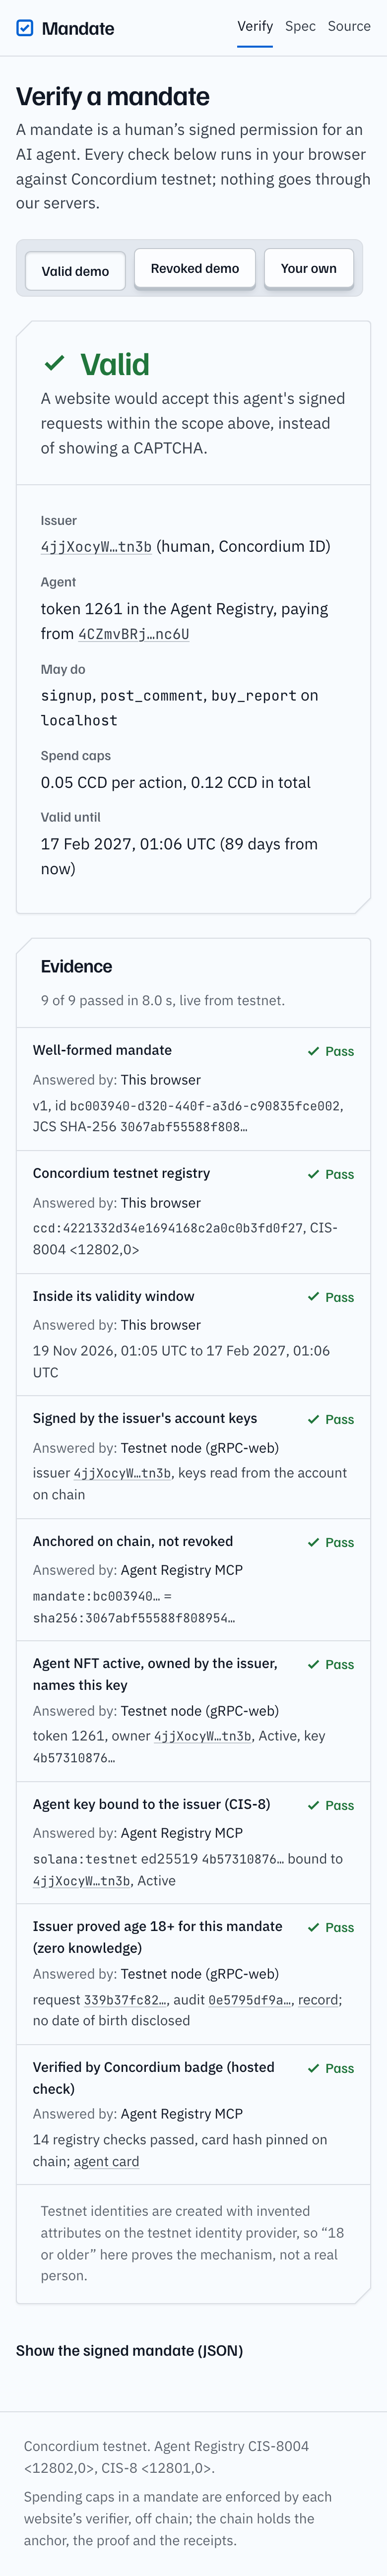 Mandate
Verify Spec Source
Verify a mandate
A mandate is a human’s signed permission for an
AI agent. Every check below runs in your browser
against Concordium testnet; nothing goes through
our servers.
Valid demo
Revoked demo
Your own
Valid
A website would accept this agent's signed
requests within the scope above, instead
of showing a CAPTCHA.
Issuer
4jjXocyW…tn3b (human, Concordium ID)
Agent
token 1261 in the Agent Registry, paying
from 4CZmvBRj…nc6U
May do
signup, post_comment, buy_report on
localhost
Spend caps
0.05 CCD per action, 0.12 CCD in total
Valid until
17 Feb 2027, 01:06 UTC (89 days from
now)
Evidence
9 of 9 passed in 8.0 s, live from testnet.
Well-formed mandate
Pass
Answered by: This browser
v1, id bc003940-d320-440f-a3d6-c90835fce002,
JCS SHA-256 3067abf55588f808…
Concordium testnet registry
Pass
Answered by: This browser
ccd:4221332d34e1694168c2a0c0b3fd0f27, CIS-
8004 <12802,0>
Inside its validity window
Pass
Answered by: This browser
19 Nov 2026, 01:05 UTC to 17 Feb 2027, 01:06
UTC
Signed by the issuer's account keys
Pass
Answered by: Testnet node (gRPC-web)
issuer 4jjXocyW…tn3b, keys read from the account
on chain
Anchored on chain, not revoked
Pass
Answered by: Agent Registry MCP
mandate:bc003940… =
sha256:3067abf55588f808954…
Agent NFT active, owned by the issuer,
names this key
Pass
Answered by: Testnet node (gRPC-web)
token 1261, owner 4jjXocyW…tn3b, Active, key
4b57310876…
Agent key bound to the issuer (CIS-8)
Pass
Answered by: Agent Registry MCP
solana:testnet ed25519 4b57310876… bound to
4jjXocyW…tn3b, Active
Issuer proved age 18+ for this mandate
(zero knowledge)
Pass
Answered by: Testnet node (gRPC-web)
request 339b37fc82…, audit 0e5795df9a…, record;
no date of birth disclosed
Verified by Concordium badge (hosted
check)
Pass
Answered by: Agent Registry MCP
14 registry checks passed, card hash pinned on
chain; agent card
Testnet identities are created with invented
attributes on the testnet identity provider, so “18
or older” here proves the mechanism, not a real
person.
Show the signed mandate (JSON)
Concordium testnet. Agent Registry CIS-8004
<12802,0>, CIS-8 <12801,0>.
Spending caps in a mandate are enforced by each
website’s verifier, off chain; the chain holds the
anchor, the proof and the receipts.